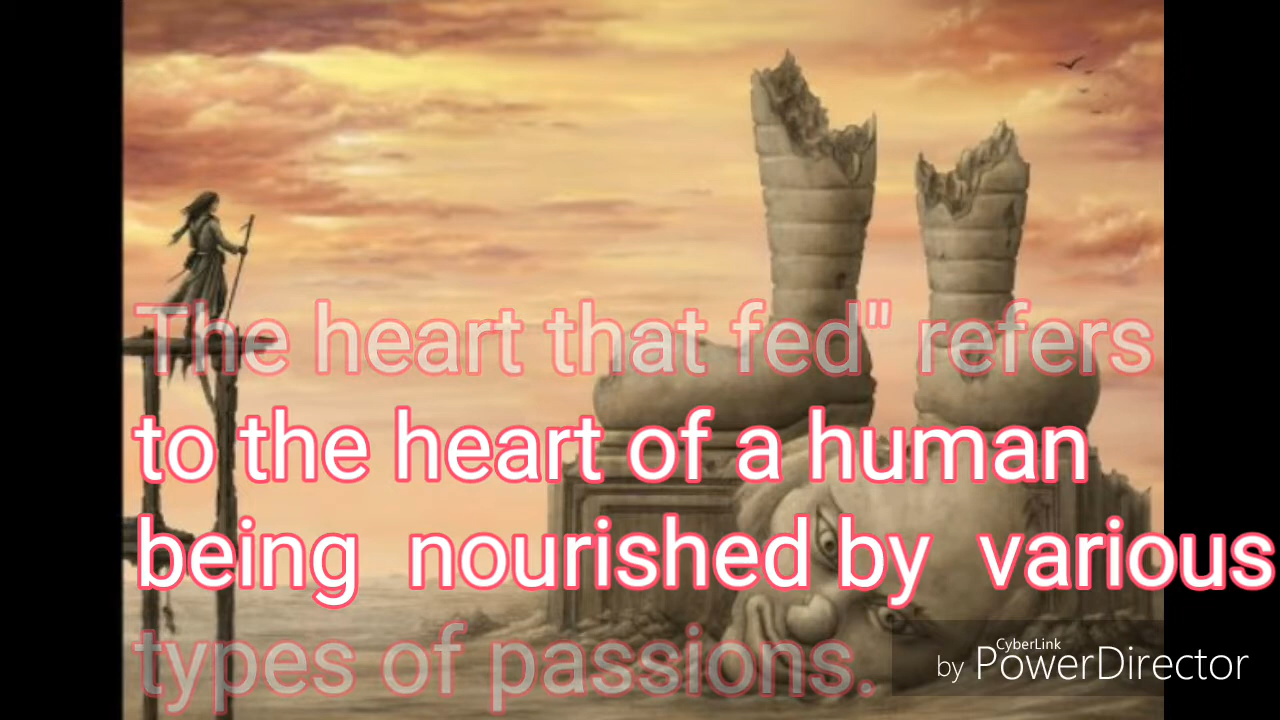 The heart that fed" refers
to the heart of a human
being  nourished by  various
types of passions.
CyberLink
by PowerDirector